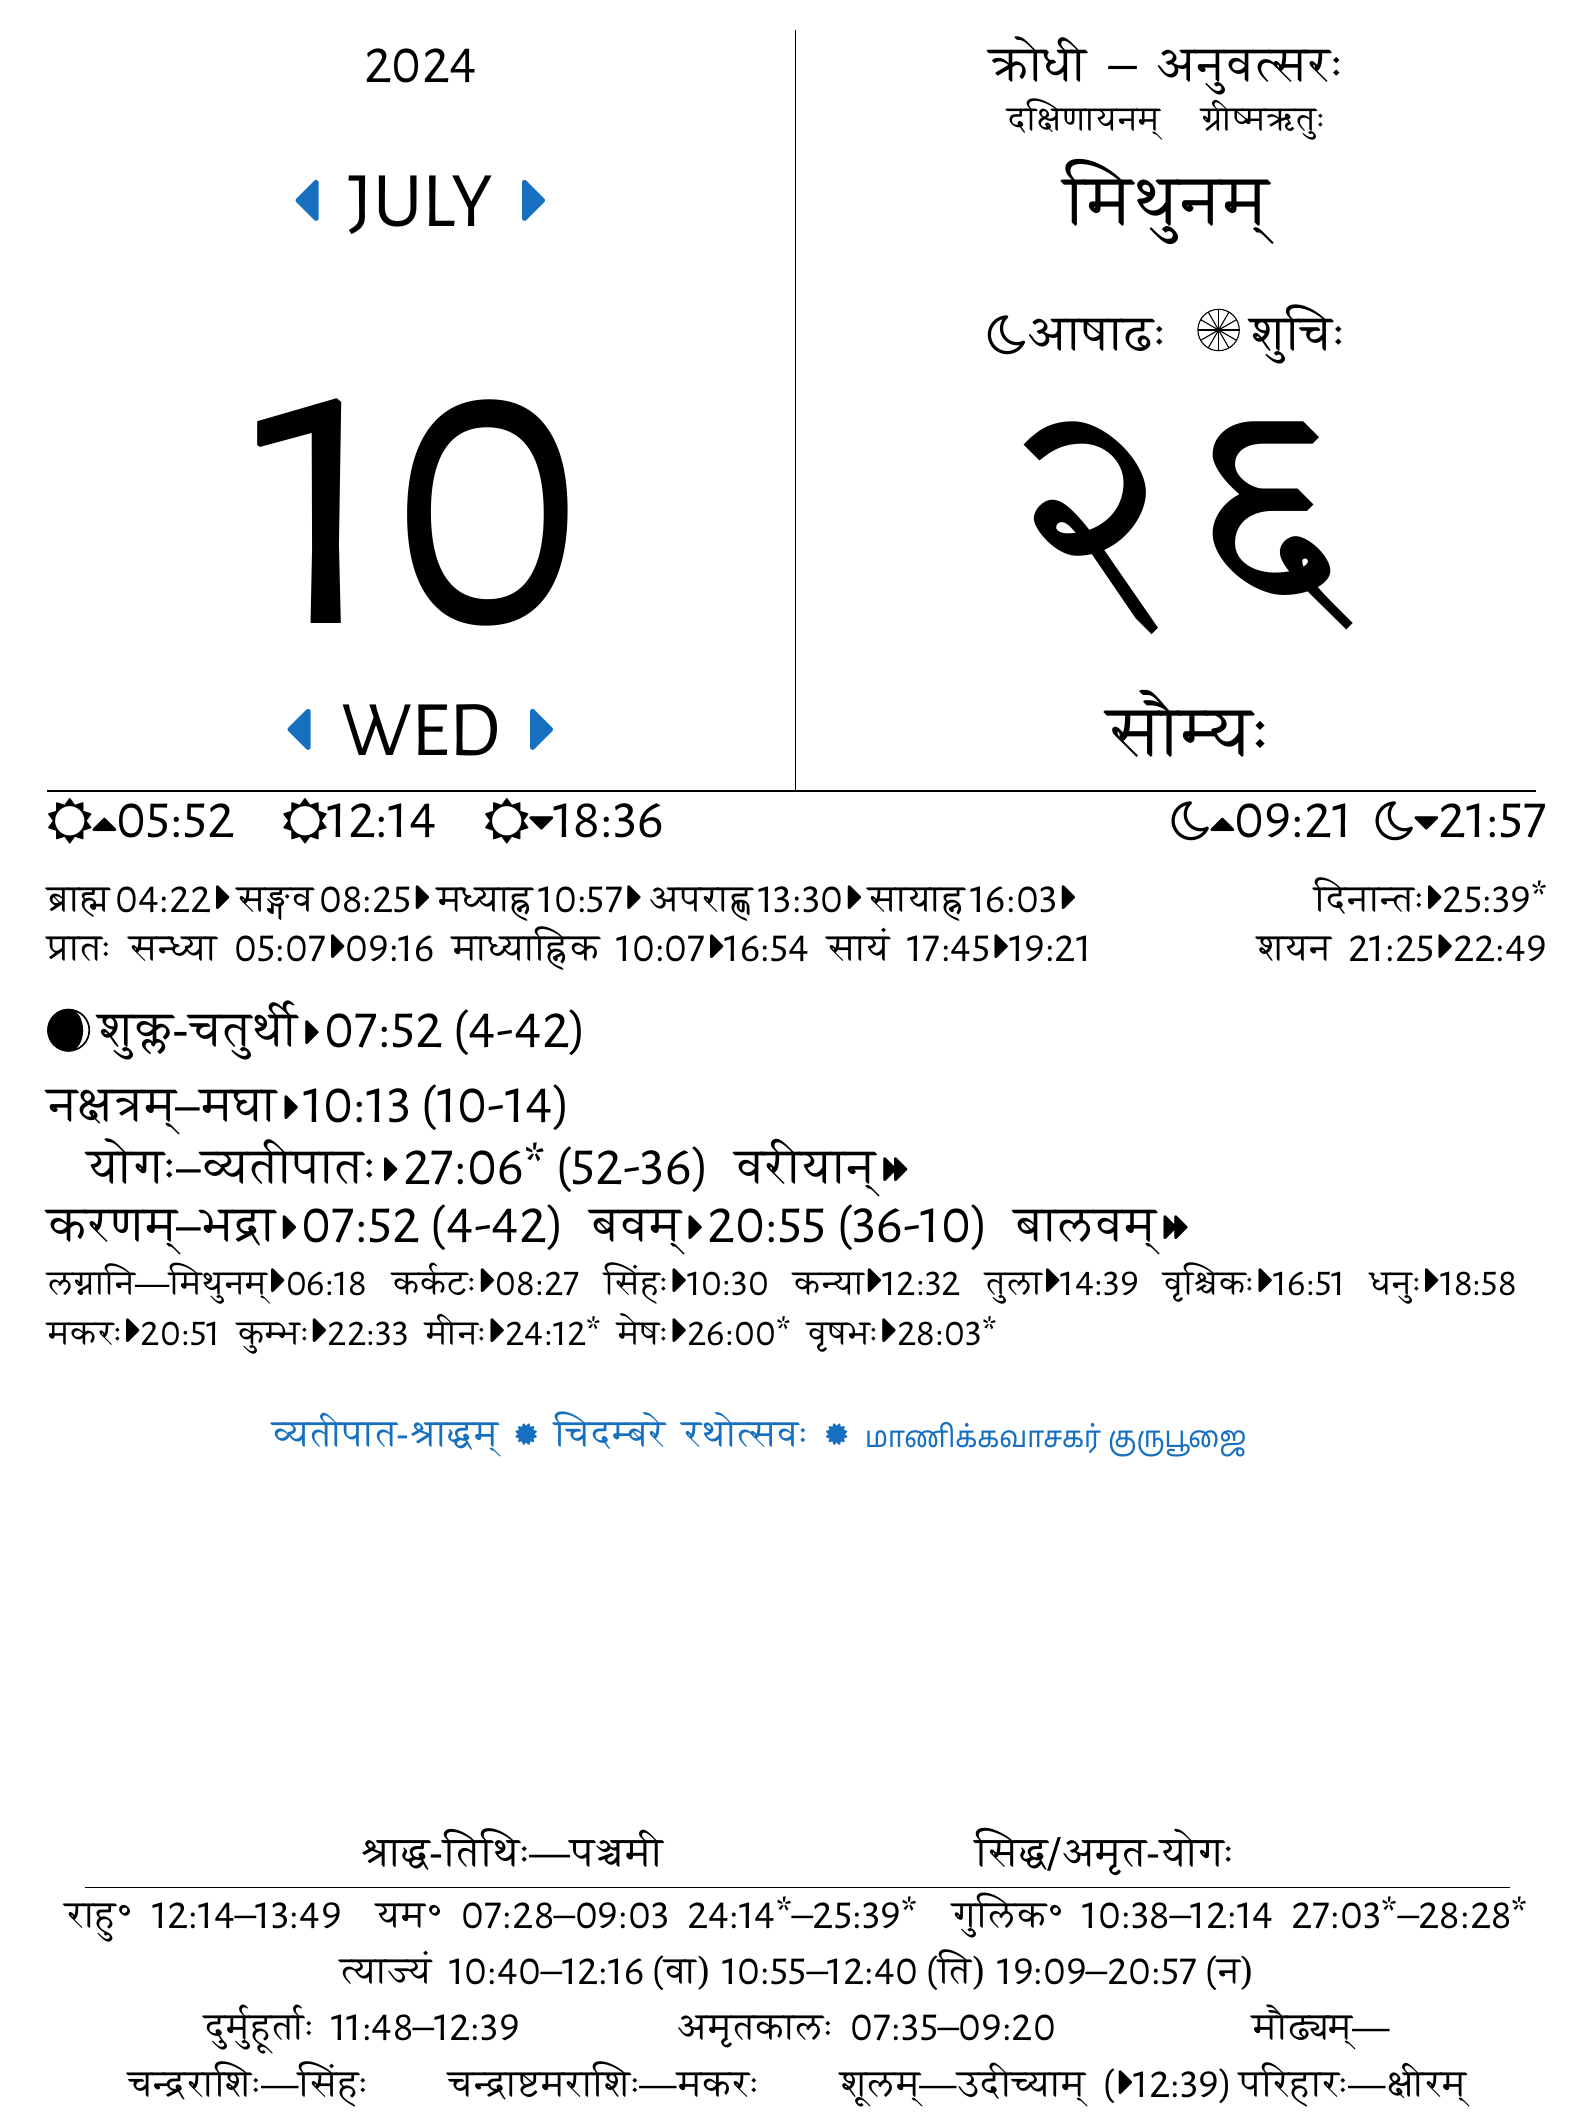 2024
JULY
10
WED
क्रोधी – अनुवत्सरः
दक्षिणायनम् ग्रीष्मऋतुः
मिथुनम्
आषाढः शुचिः
२६
सौम्यः
05:52 12:14 18:36 09:21 21:57
ब्राह्म 04:22 सङ्गव 08:25 मध्याह्न 10:57 अपराह्ण 13:30 सायाह्न 16:03 दिनान्तः 25:39*
प्रातः सन्ध्या 05:07 09:16 माध्याह्निक 10:07 16:54 सायं 17:45 19:21 शयन 21:25 22:49
शुक्ल-चतुर्थी 07:52 (4-42)
नक्षत्रम्–मघा 10:13 (10-14)
योगः–व्यतीपातः 27:06* (52-36) वरीयान्
करणम्–भद्रा 07:52 (4-42) बवम् 20:55 (36-10) बालवम्
लग्नानि—मिथुनम् 06:18 कर्कटः 08:27 सिंहः 10:30 कन्या 12:32 तुला 14:39 वृश्चिकः 16:51 धनुः 18:58
मकरः 20:51 कुम्भः 22:33 मीनः 24:12* मेषः 26:00* वृषभः 28:03*
व्यतीपात-श्राद्धम् चिदम्बरे रथोत्सवः மாணிக்கவாசகர் குருபூஜை
श्राद्ध-तिथिः—पञ्चमी सिद्ध/अमृत-योगः
राहु॰ 12:14–13:49 यम॰ 07:28–09:03 24:14*–25:39* गुलिक॰ 10:38–12:14 27:03*–28:28*
त्याज्यं 10:40–12:16 (वा) 10:55–12:40 (ति) 19:09–20:57 (न)
दुर्मुहूर्ताः 11:48–12:39 अमृतकालः 07:35–09:20 मौढ्यम्—
चन्द्रराशिः—सिंहः चन्द्राष्टमराशिः—मकरः शूलम्—उदीच्याम् (12:39) परिहारः—क्षीरम्